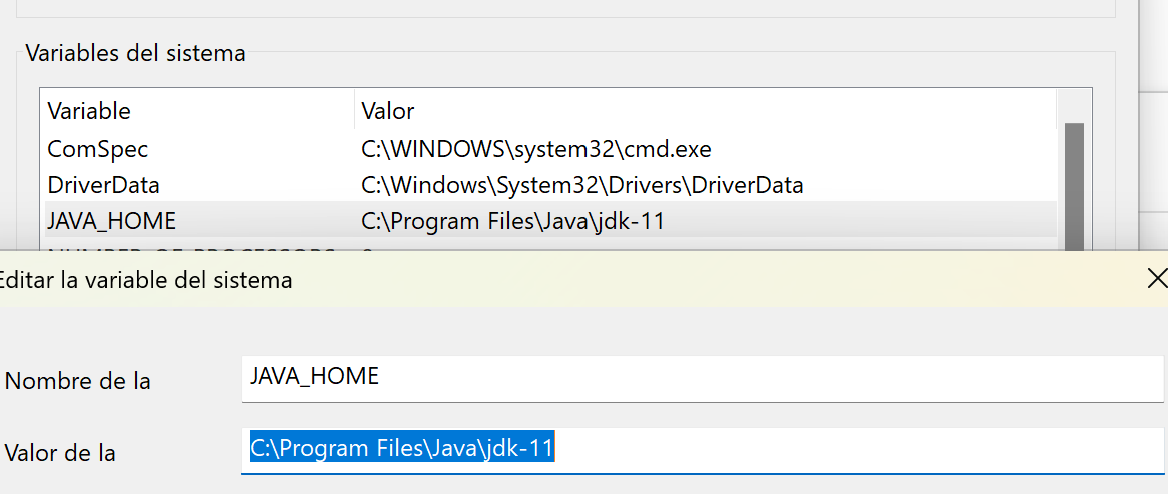 Variables del sistema
Variable Valor
ComSpec C:\WINDOWS\system32\cmd.exe
DriverData C:\Windows\System32\Drivers\DriverData
JAVA_HOME C:\Program Files\Java\jdk-11
Editar la variable del sistema
Nombre de la JAVA_HOME
Valor de la C:\Program Files\Java\jdk-11